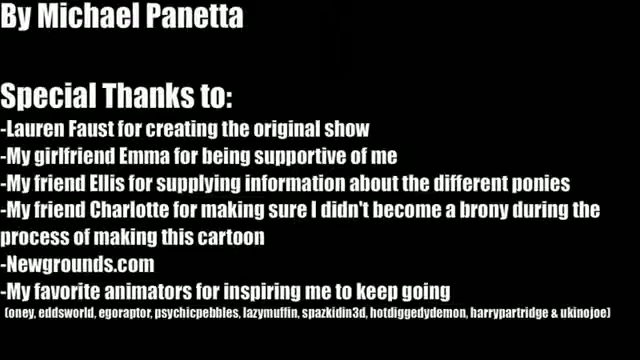 By Michael Panetta
Special Thanks to:
-Lauren Faust for creating the original show
-My girlfriend Emma for being supportive of me
-My friend Ellis for supplying information about the different ponies
-My friend Charlotte for making sure I didn't become a brony during the
process of making this cartoon
-Newgrounds.com
-My favorite animators for inspiring me to keep going
(oney, eddsworld, egoraptor, psychicpebbles, lazymuffin, spazkidin3d, hotdiggedydemon, harrypartridge & ukinojoe)